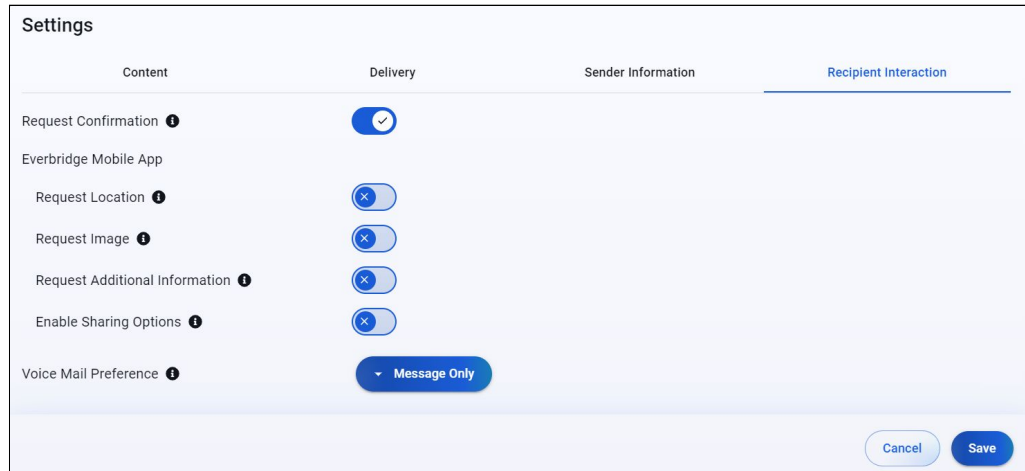 Settings
Content Delivery Sender Information Recipient Interaction
Request Confirmation
Everbridge Mobile App
Request Location
Request Image
Request Additional Information
Enable Sharing Options
Voice Mail Preference Message Only
Cancel Save